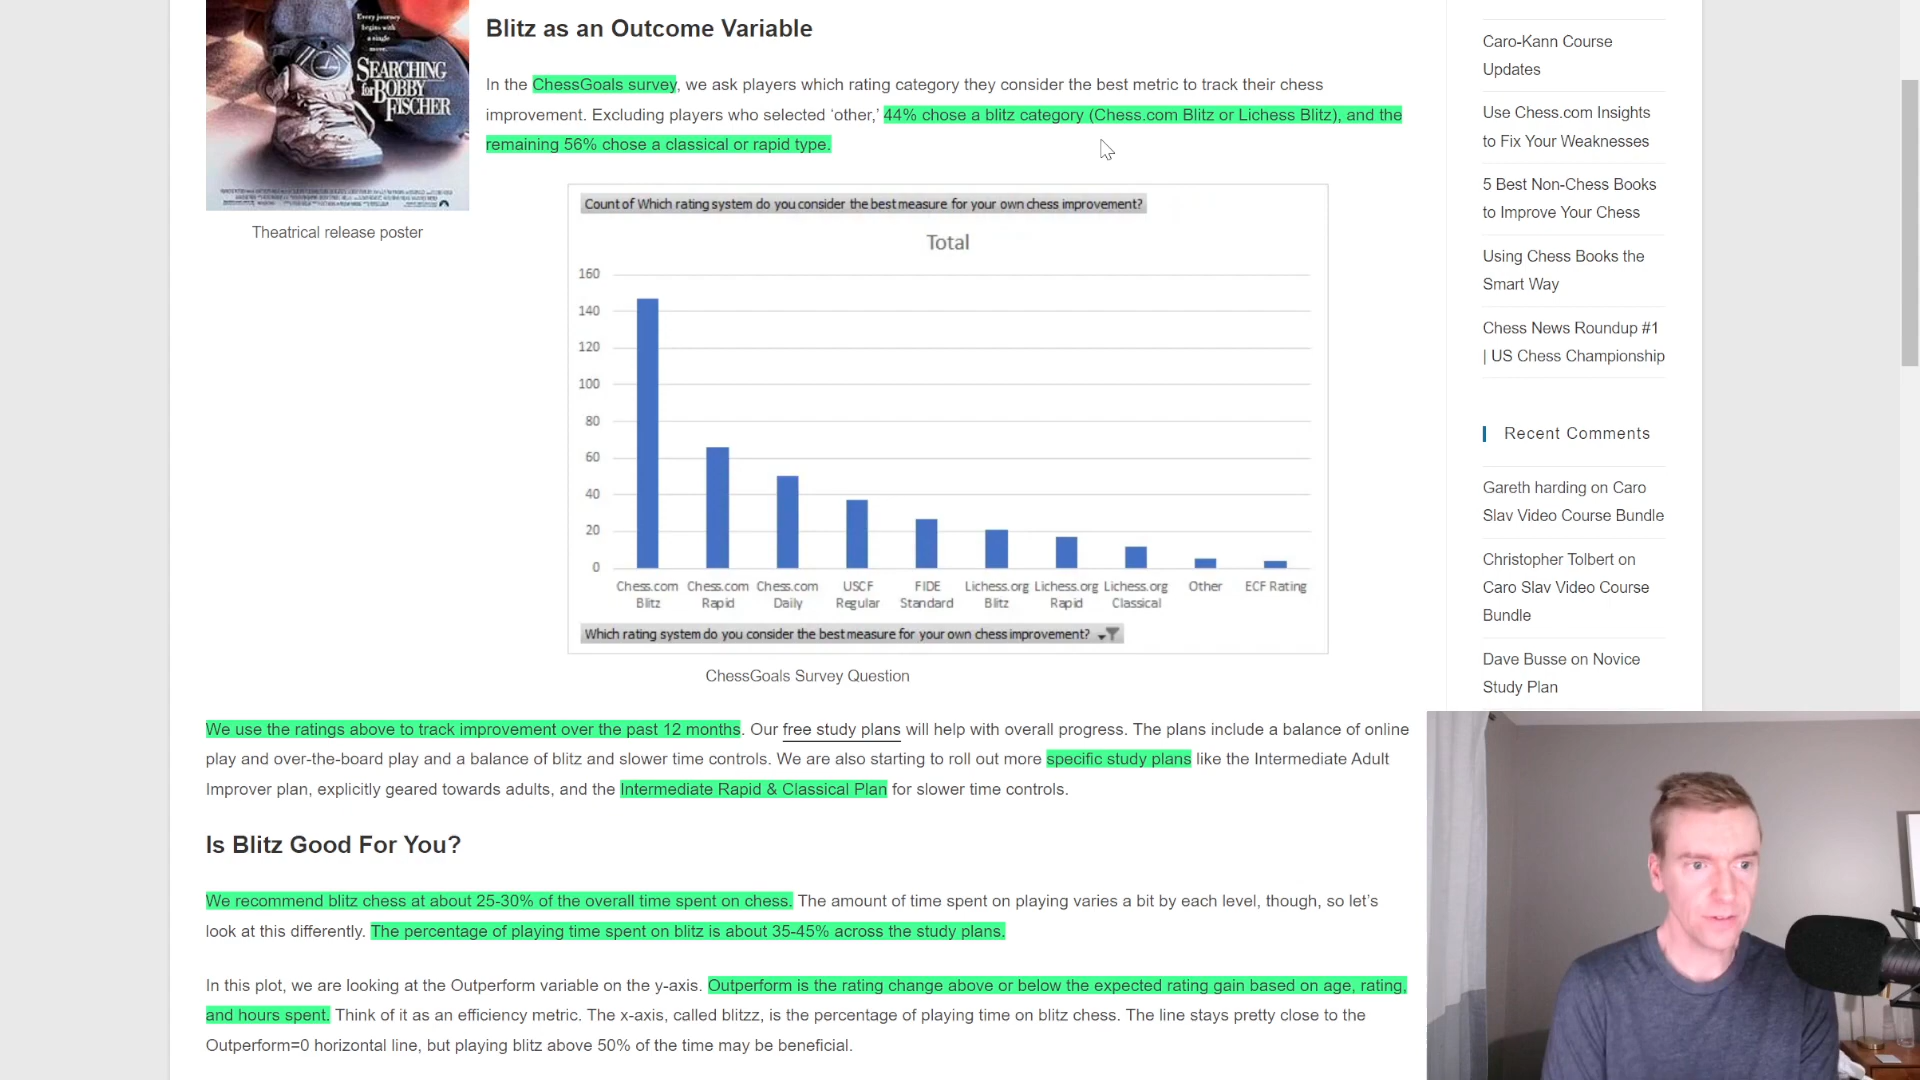 Every journey
begins with
a single
move.
SEARCHING
for BOBBY
FISCHER
Theatrical release poster
Blitz as an Outcome Variable
In the ChessGoals survey, we ask players which rating category they consider the best metric to track their chess
improvement. Excluding players who selected ‘other,’ 44% chose a blitz category (Chess.com Blitz or Lichess Blitz), and the
remaining 56% chose a classical or rapid type.
Count of Which rating system do you consider the best measure for your own chess improvement?
Total
160
140
120
100
80
60
40
20
0
Chess.com Blitz
Chess.com Rapid
Chess.com Daily
USCF Regular
FIDE Standard
Lichess.org Blitz
Lichess.org Rapid
Lichess.org Classical
Other
ECF Rating
Which rating system do you consider the best measure for your own chess improvement?
ChessGoals Survey Question
We use the ratings above to track improvement over the past 12 months. Our free study plans will help with overall progress. The plans include a balance of online
play and over-the-board play and a balance of blitz and slower time controls. We are also starting to roll out more specific study plans like the Intermediate Adult
Improver plan, explicitly geared towards adults, and the Intermediate Rapid & Classical Plan for slower time controls.
Is Blitz Good For You?
We recommend blitz chess at about 25-30% of the overall time spent on chess. The amount of time spent on playing varies a bit by each level, though, so let’s
look at this differently. The percentage of playing time spent on blitz is about 35-45% across the study plans.
In this plot, we are looking at the Outperform variable on the y-axis. Outperform is the rating change above or below the expected rating gain based on age, rating,
and hours spent. Think of it as an efficiency metric. The x-axis, called blitzz, is the percentage of playing time on blitz chess. The line stays pretty close to the
Outperform=0 horizontal line, but playing blitz above 50% of the time may be beneficial.
Caro-Kann Course
Updates
Use Chess.com Insights
to Fix Your Weaknesses
5 Best Non-Chess Books
to Improve Your Chess
Using Chess Books the
Smart Way
Chess News Roundup #1
| US Chess Championship
Recent Comments
Gareth harding on Caro
Slav Video Course Bundle
Christopher Tolbert on
Caro Slav Video Course
Bundle
Dave Busse on Novice
Study Plan